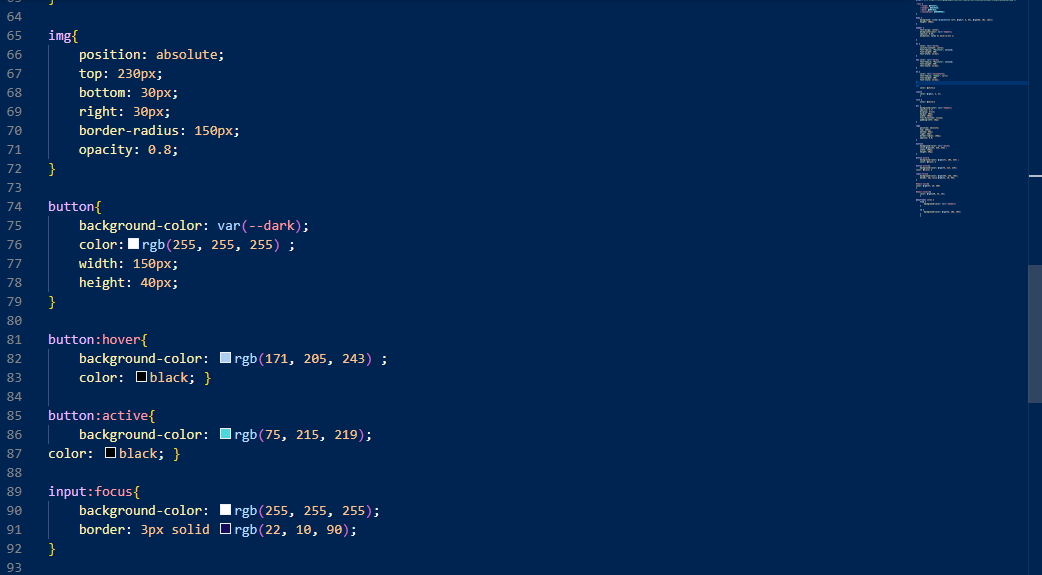 64
65 img{
66 position: absolute;
67 top: 230px;
68 bottom: 30px;
69 right: 30px;
70 border-radius: 150px;
71 opacity: 0.8;
72 }
73
74 button{
75 background-color: var(--dark);
76 color: rgb(255, 255, 255) ;
77 width: 150px;
78 height: 40px;
79 }
80
81 button:hover{
82 background-color: rgb(171, 205, 243) ;
83 color: black; }
84
85 button:active{
86 background-color: rgb(75, 215, 219);
87 color: black; }
88
89 input:focus{
90 background-color: rgb(255, 255, 255);
91 border: 3px solid rgb(22, 10, 90);
92 }
93